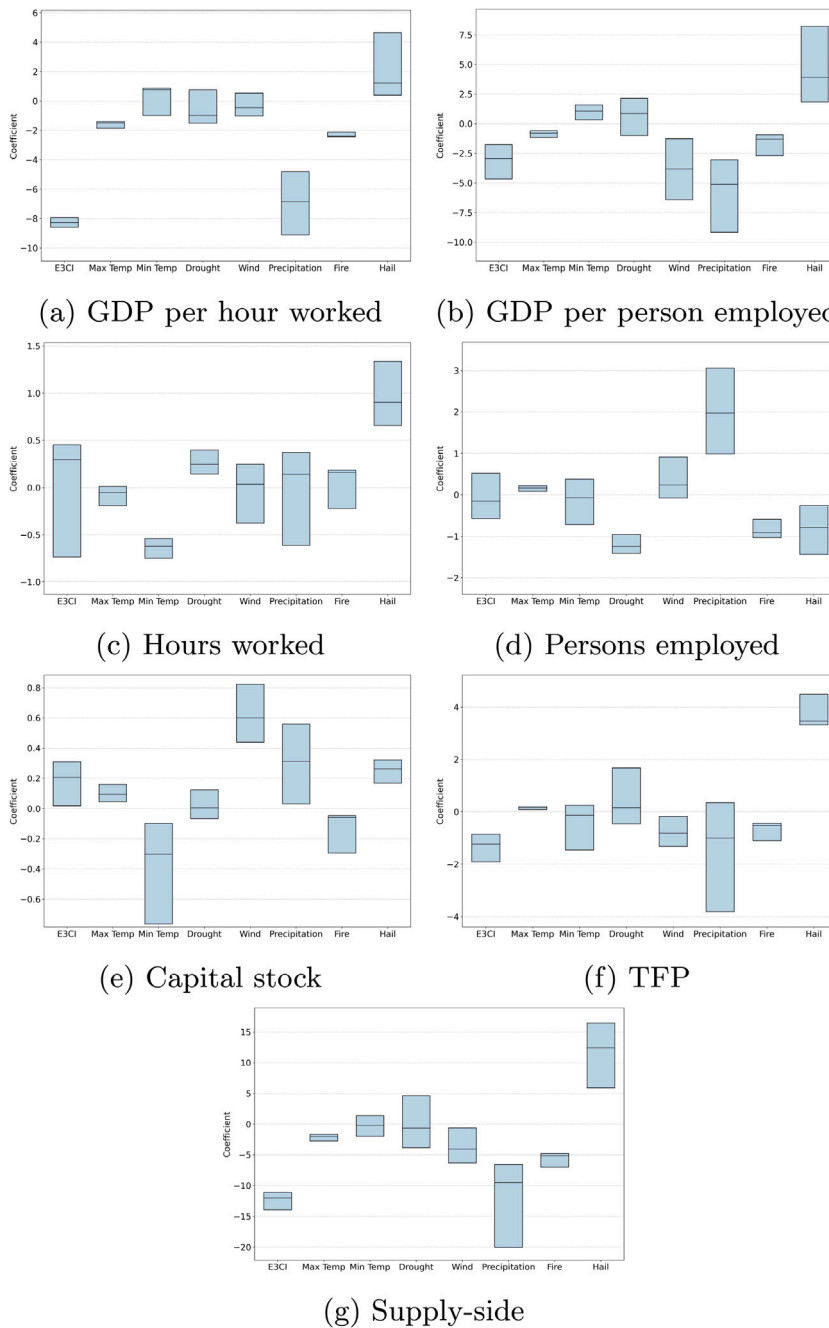 6
4
2
0
−2
−4
−6
−8
−10
Coefficient
E3CI Max Temp Min Temp Drought Wind Precipitation Fire Hail
(a) GDP per hour worked
7.5
5.0
2.5
0.0
−2.5
−5.0
−7.5
−10.0
Coefficient
E3CI Max Temp Min Temp Drought Wind Precipitation Fire Hail
(b) GDP per person employed
1.5
1.0
0.5
0.0
−0.5
−1.0
Coefficient
E3CI Max Temp Min Temp Drought Wind Precipitation Fire Hail
(c) Hours worked
3
2
1
0
−1
−2
Coefficient
E3CI Max Temp Min Temp Drought Wind Precipitation Fire Hail
(d) Persons employed
0.8
0.6
0.4
0.2
0.0
−0.2
−0.4
−0.6
Coefficient
E3CI Max Temp Min Temp Drought Wind Precipitation Fire Hail
(e) Capital stock
4
2
0
−2
−4
Coefficient
E3CI Max Temp Min Temp Drought Wind Precipitation Fire Hail
(f) TFP
15
10
5
0
−5
−10
−15
−20
Coefficient
E3CI Max Temp Min Temp Drought Wind Precipitation Fire Hail
(g) Supply-side